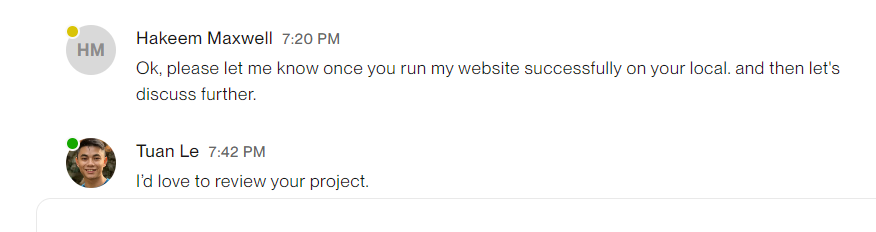 HM
Hakeem Maxwell 7:20 PM
Ok, please let me know once you run my website successfully on your local. and then let's
discuss further.
Tuan Le 7:42 PM
I’d love to review your project.